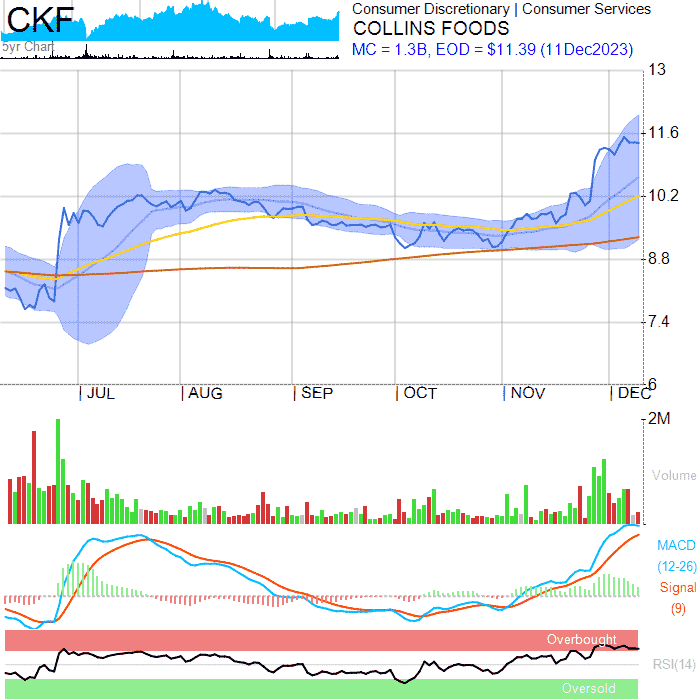 CKF
5yr Chart
Consumer Discretionary | Consumer Services
COLLINS FOODS
MC = 1.3B, EOD = $11.39 (11Dec2023)
13
11.6
10.2
8.8
7.4
6
JUL AUG SEP OCT NOV DEC
2M
Volume
MACD
(12-26)
Signal
(9)
Overbought
RSI(14)
Oversold